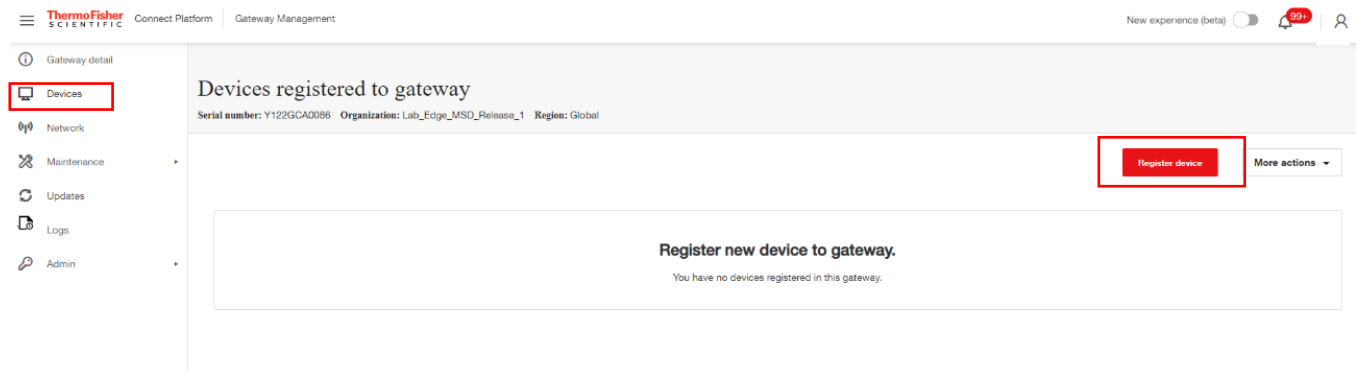 ThermoFisher
SCIENTIFIC
Connect Platform
Gateway Management
New experience (beta)
99+
Gateway detail
Devices
Network
Maintenance
Updates
Logs
Admin
Devices registered to gateway
Serial number: Y122GCA0086 Organization: Lab_Edge_MSD_Release_1 Region: Global
Register device
More actions
Register new device to gateway.
You have no devices registered in this gateway.